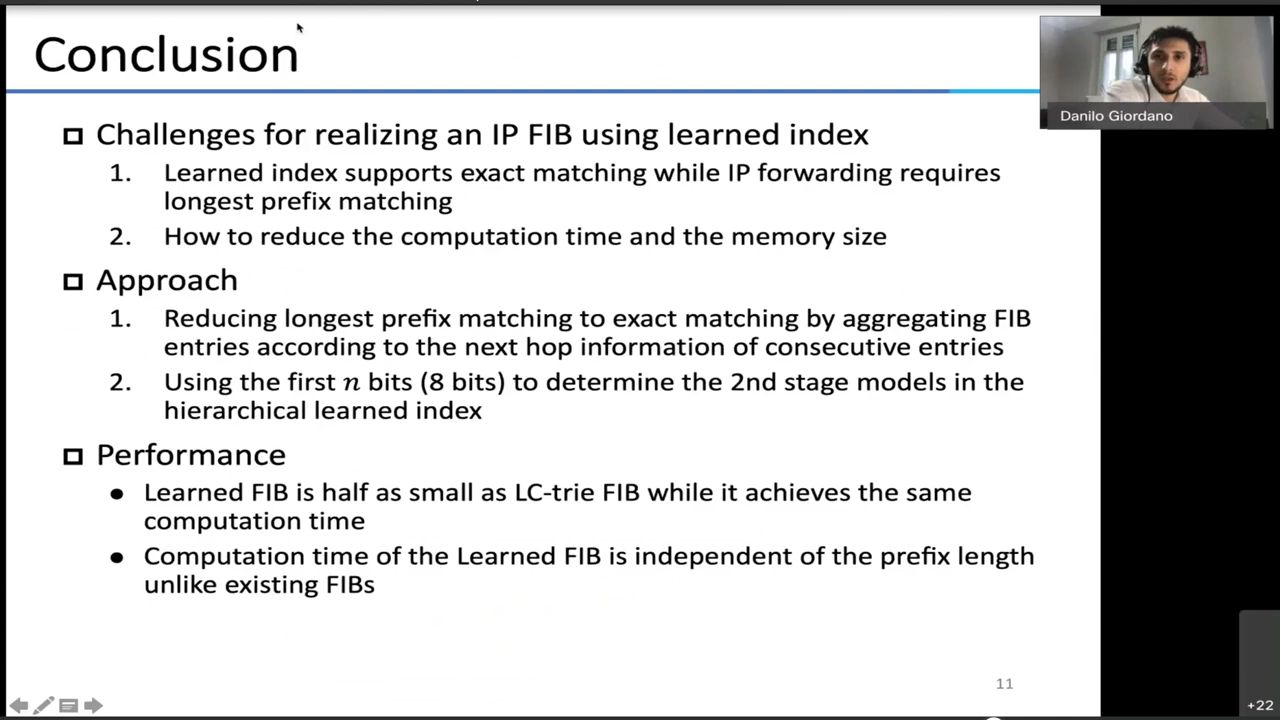 Conclusion
Danilo Giordano
Challenges for realizing an IP FIB using learned index
1. Learned index supports exact matching while IP forwarding requires
longest prefix matching
2. How to reduce the computation time and the memory size
Approach
1. Reducing longest prefix matching to exact matching by aggregating FIB
entries according to the next hop information of consecutive entries
2. Using the first n bits (8 bits) to determine the 2nd stage models in the
hierarchical learned index
Performance
● Learned FIB is half as small as LC-trie FIB while it achieves the same
computation time
● Computation time of the Learned FIB is independent of the prefix length
unlike existing FIBs
11
+22